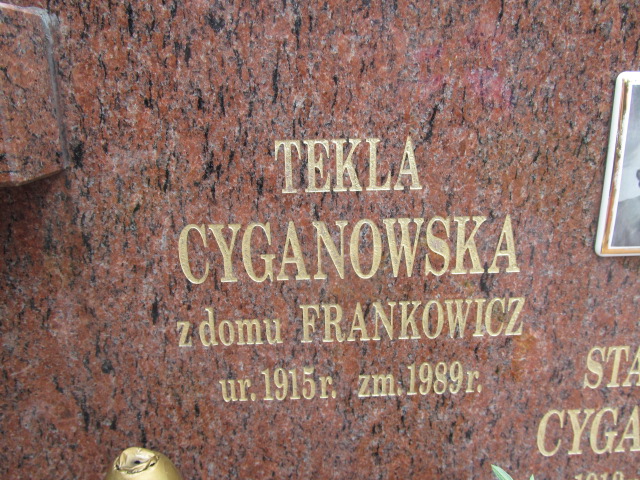 TEKLA
CYGANOWSKA
z domu FRANKOWICZ
ur. 1915 r. zm. 1989 r.